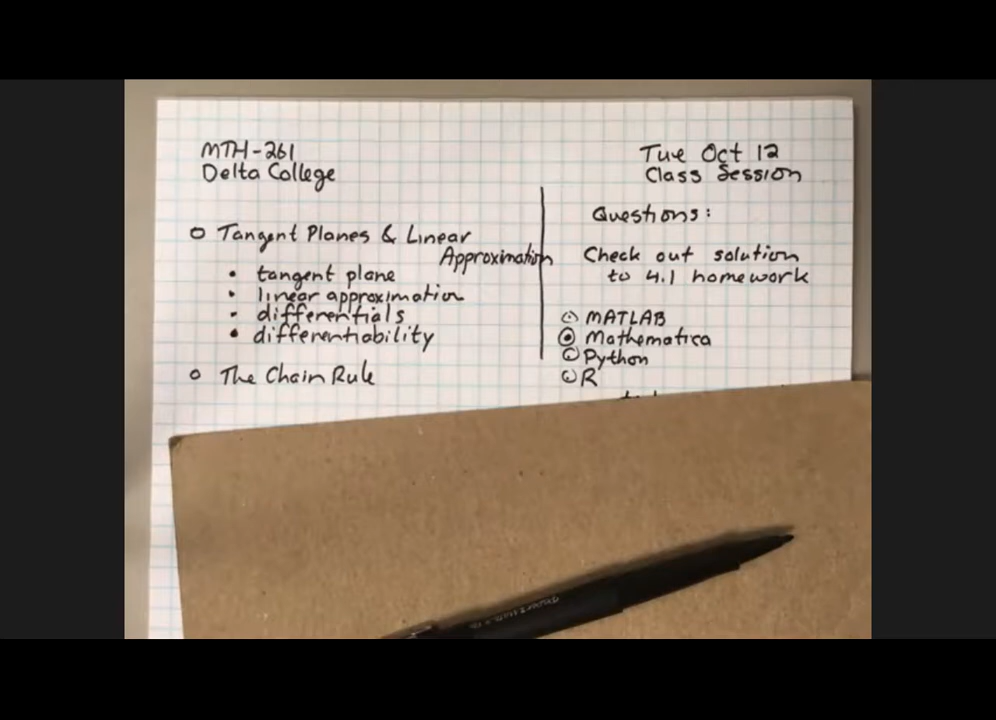 MTH-261
Delta College
Tue Oct 12
Class Session
Tangent Planes & Linear
Approximation
• tangent plane
• linear approximation
• differentials
• differentiability
The Chain Rule
Questions:
Check out solution
to 4.1 homework
MATLAB
Mathematica
Python
R